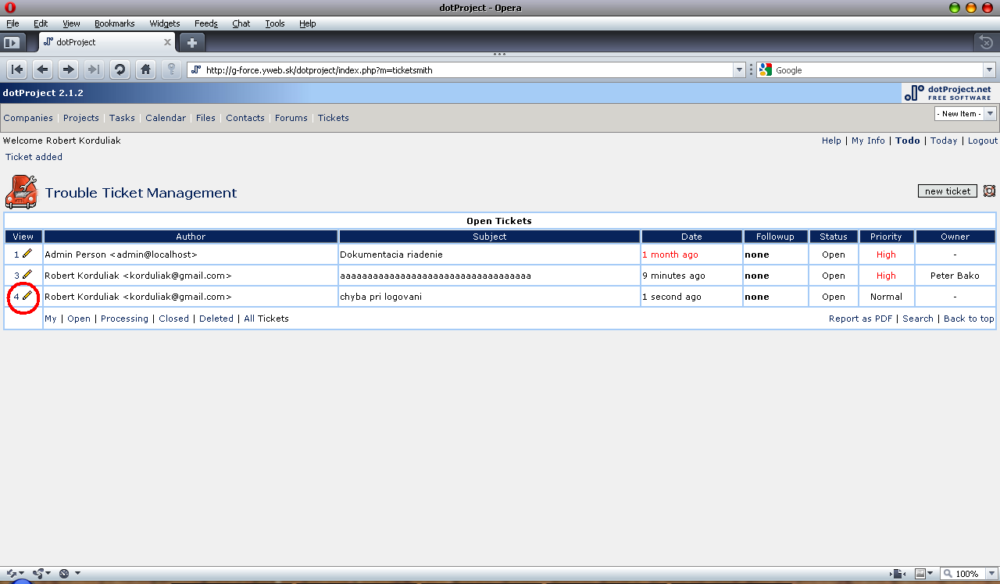 dotProject - Opera
File Edit View Bookmarks Widgets Feeds Chat Tools Help
dotProject
http://g-force.yweb.sk/dotproject/index.php?m=ticketsmith Google
dotProject 2.1.2 dotProject.net
FREE SOFTWARE
Companies | Projects | Tasks | Calendar | Files | Contacts | Forums | Tickets - New Item -
Welcome Robert Korduliak Help | My Info | Todo | Today | Logout
Ticket added
Trouble Ticket Management new ticket
Open Tickets
View Author Subject Date Followup Status Priority Owner
1 Admin Person <admin@localhost> Dokumentacia riadenie 1 month ago none Open High -
3 Robert Korduliak <korduliak@gmail.com> aaaaaaaaaaaaaaaaaaaaaaaaaaaaaaaaaaa 9 minutes ago none Open High Peter Bako
4 Robert Korduliak <korduliak@gmail.com> chyba pri logovani 1 second ago none Open Normal -
My | Open | Processing | Closed | Deleted | All Tickets Report as PDF | Search | Back to top
100%